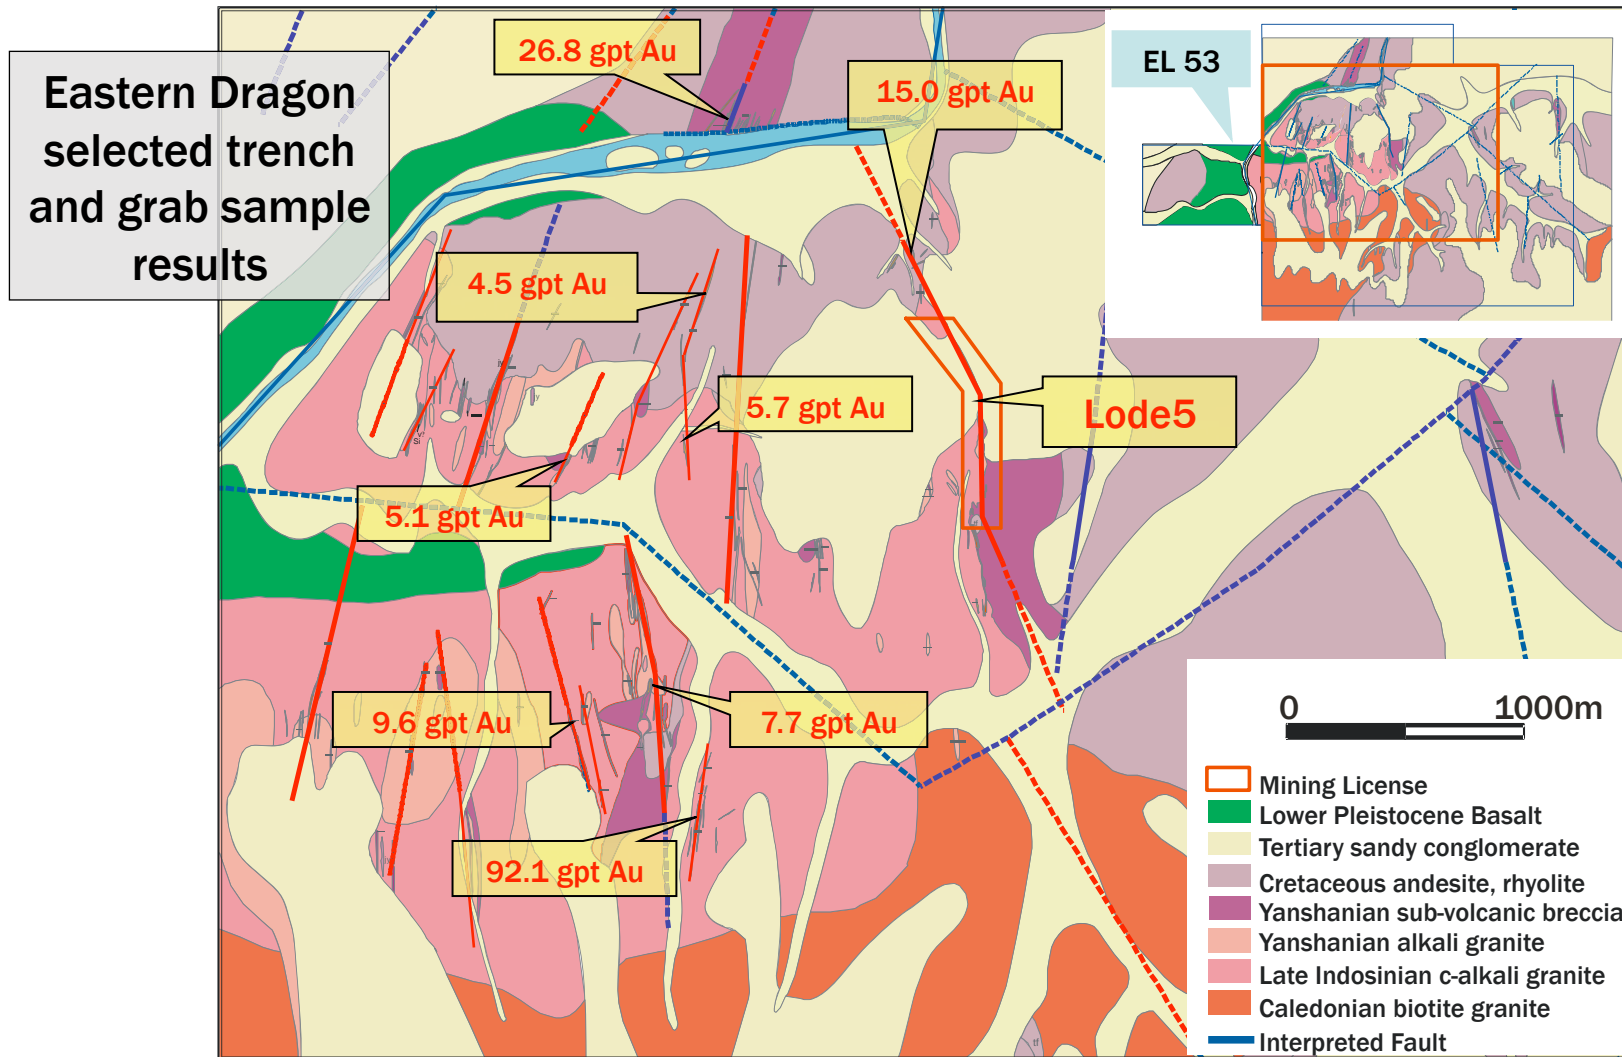 Eastern Dragon
selected trench
and grab sample
results
26.8 gpt Au
15.0 gpt Au
EL 53
4.5 gpt Au
5.7 gpt Au
Lode5
5.1 gpt Au
9.6 gpt Au
7.7 gpt Au
92.1 gpt Au
0 1000m
Mining License
Lower Pleistocene Basalt
Tertiary sandy conglomerate
Cretaceous andesite, rhyolite
Yanshanian sub-volcanic breccia
Yanshanian alkali granite
Late Indosinian c-alkali granite
Caledonian biotite granite
Interpreted Fault